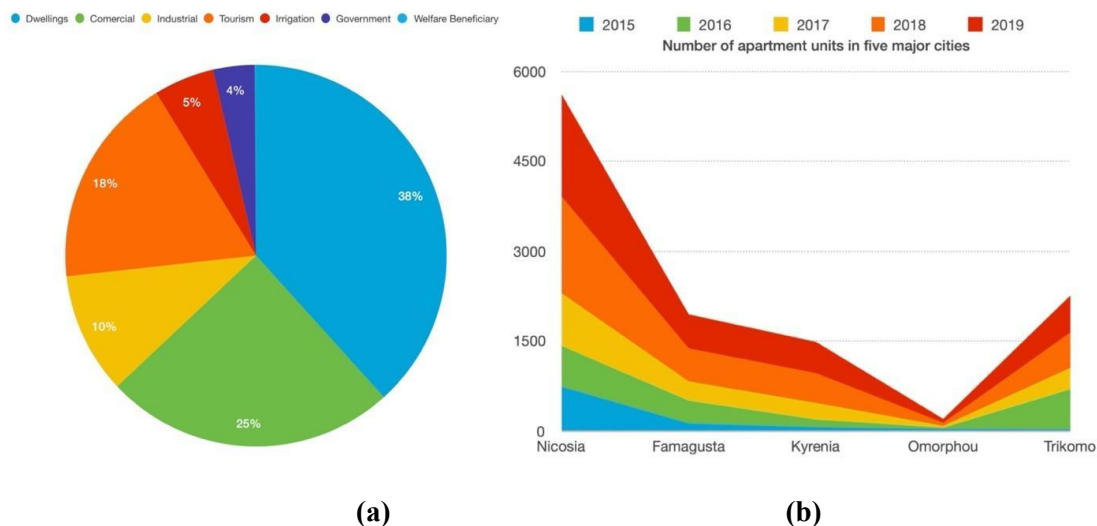 Dwellings Comercial Industrial Tourism Irrigation Government Welfare Beneficiary
38%
25%
10%
18%
5%
4%
(a)
2015 2016 2017 2018 2019
Number of apartment units in five major cities
6000
4500
3000
1500
0
Nicosia Famagusta Kyrenia Omorphou Trikomo
(b)